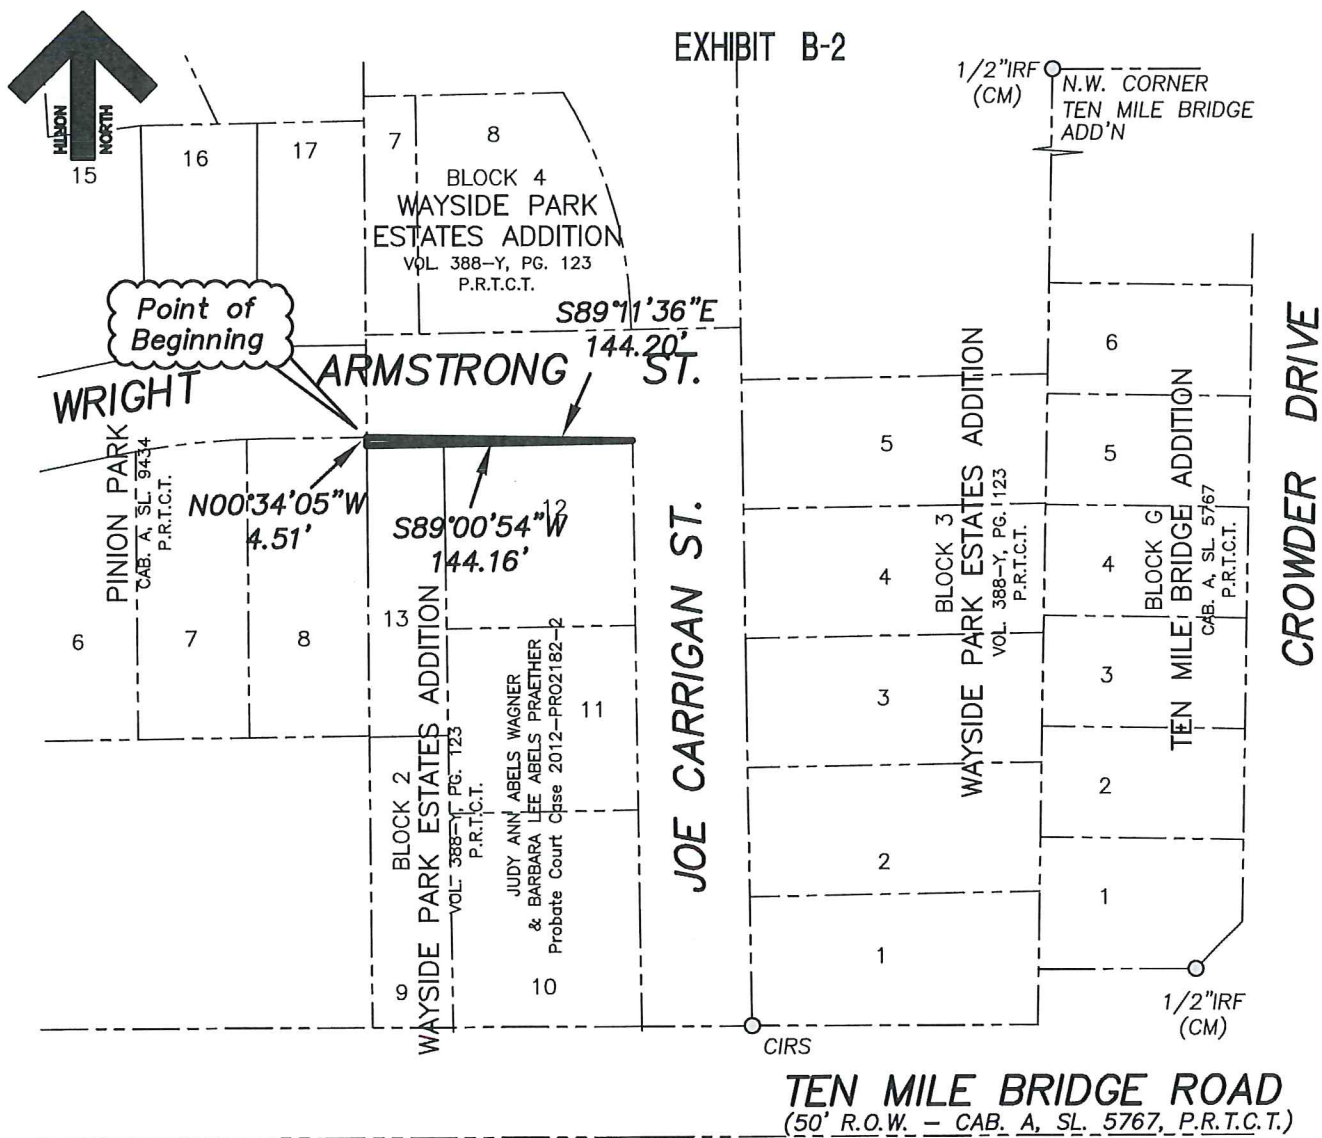 EXHIBIT B-2
1/2"IRF
(CM)
N.W. CORNER
TEN MILE BRIDGE
ADD'N
NORTH
15
16
17
7
8
BLOCK 4
WAYSIDE PARK
ESTATES ADDITION
VOL. 388-Y, PG. 123
P.R.T.C.T.
Point of
Beginning
S89°11'36"E
144.20'
WRIGHT
ARMSTRONG ST.
N00°34'05"W
4.51'
S89°00'54"W
144.16'
PINION PARK
CAB. A, SL. 9434
P.R.T.C.T.
6
7
8
13
12
11
10
9
BLOCK 2
WAYSIDE PARK ESTATES ADDITION
VOL. 388-Y, PG. 123
P.R.T.C.T.
JUDY ANN ABELS WAGNER
& BARBARA LEE ABELS PRAETHER
Probate Court Case 2012-PR02182-2
JOE CARRIGAN ST.
5
4
3
2
1
BLOCK 3
WAYSIDE PARK ESTATES ADDITION
VOL. 388-Y, PG. 123
P.R.T.C.T.
6
5
4
3
2
1
BLOCK G
TEN MILE BRIDGE ADDITION
CAB. A, SL. 5767
P.R.T.C.T.
CROWDER DRIVE
1/2"IRF
(CM)
CIRS
TEN MILE BRIDGE ROAD
(50' R.O.W. - CAB. A, SL. 5767, P.R.T.C.T.)